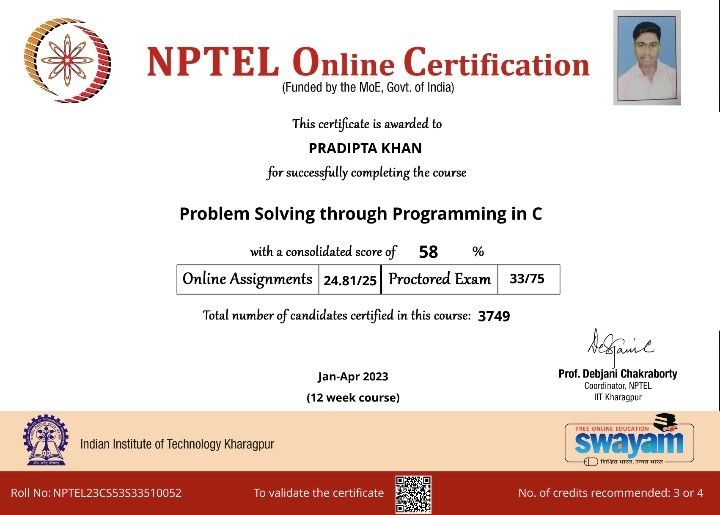 NPTEL Online Certification
(Funded by the MoE, Govt. of India)
This certificate is awarded to
PRADIPTA KHAN
for successfully completing the course
Problem Solving through Programming in C
with a consolidated score of 58 %
Online Assignments 24.81/25 Proctored Exam 33/75
Total number of candidates certified in this course: 3749
Jan-Apr 2023
(12 week course)
Prof. Debjani Chakraborty
Coordinator, NPTEL
IIT Kharagpur
Indian Institute of Technology Kharagpur
FREE ONLINE EDUCATION
swayam
शिक्षित भारत, उन्नत भारत
Roll No: NPTEL23CS53S33510052
To validate the certificate
No. of credits recommended: 3 or 4